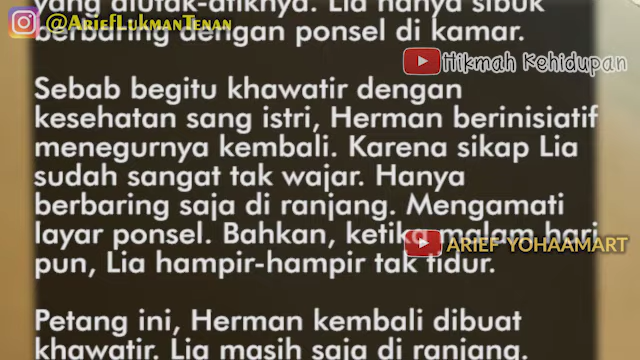 yang diutak-atiknya. Lia hanya sibuk
@AriefLukmanTenan
berbaring dengan ponsel di kamar.
Hikmah Kehidupan
Sebab begitu khawatir dengan
kesehatan sang istri, Herman berinisiatif
menegurnya kembali. Karena sikap Lia
sudah sangat tak wajar. Hanya
berbaring saja di ranjang. Mengamati
layar ponsel. Bahkan, ketika malam hari
ARIEF YOHAAMART
pun, Lia hampir-hampir tak tidur.
Petang ini, Herman kembali dibuat
khawatir. Lia masih saja di ranjang.